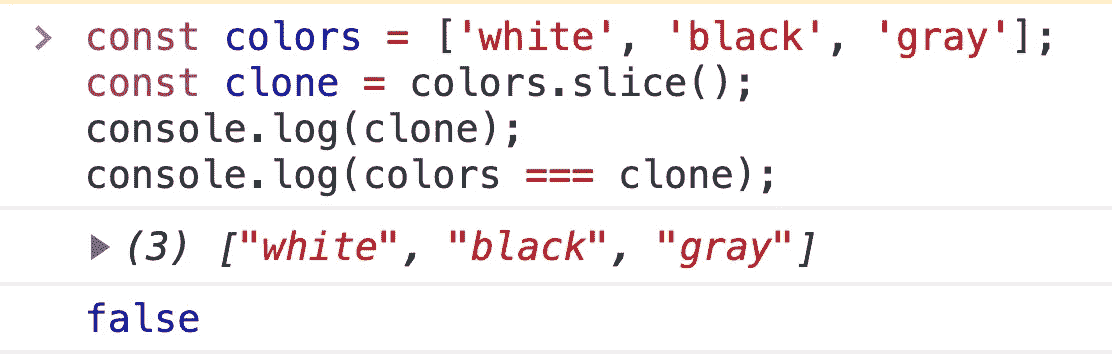 const colors = ['white', 'black', 'gray'];
const clone = colors.slice();
console.log(clone);
console.log(colors === clone);
(3) ["white", "black", "gray"]
false